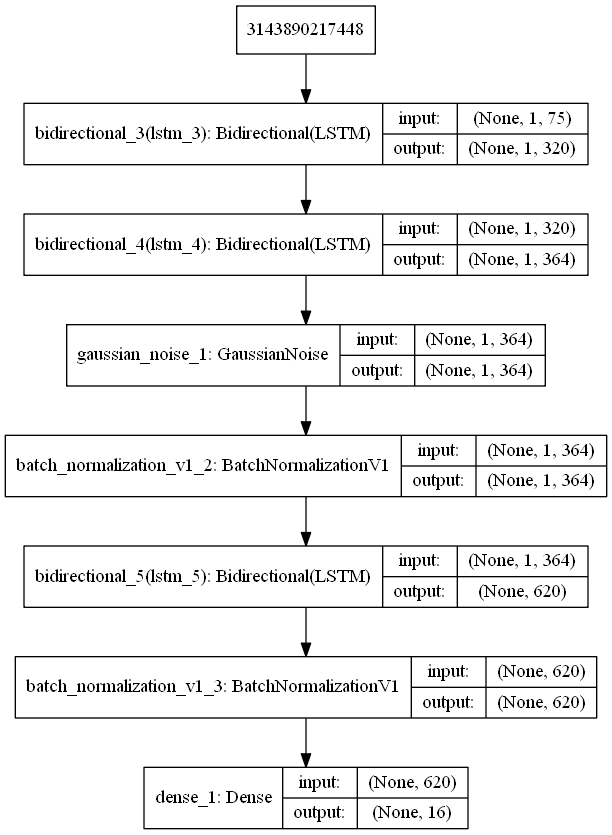 3143890217448
bidirectional_3(lstm_3): Bidirectional(LSTM)
input: (None, 1, 75)
output: (None, 1, 320)
bidirectional_4(lstm_4): Bidirectional(LSTM)
input: (None, 1, 320)
output: (None, 1, 364)
gaussian_noise_1: GaussianNoise
input: (None, 1, 364)
output: (None, 1, 364)
batch_normalization_v1_2: BatchNormalizationV1
input: (None, 1, 364)
output: (None, 1, 364)
bidirectional_5(lstm_5): Bidirectional(LSTM)
input: (None, 1, 364)
output: (None, 620)
batch_normalization_v1_3: BatchNormalizationV1
input: (None, 620)
output: (None, 620)
dense_1: Dense
input: (None, 620)
output: (None, 16)